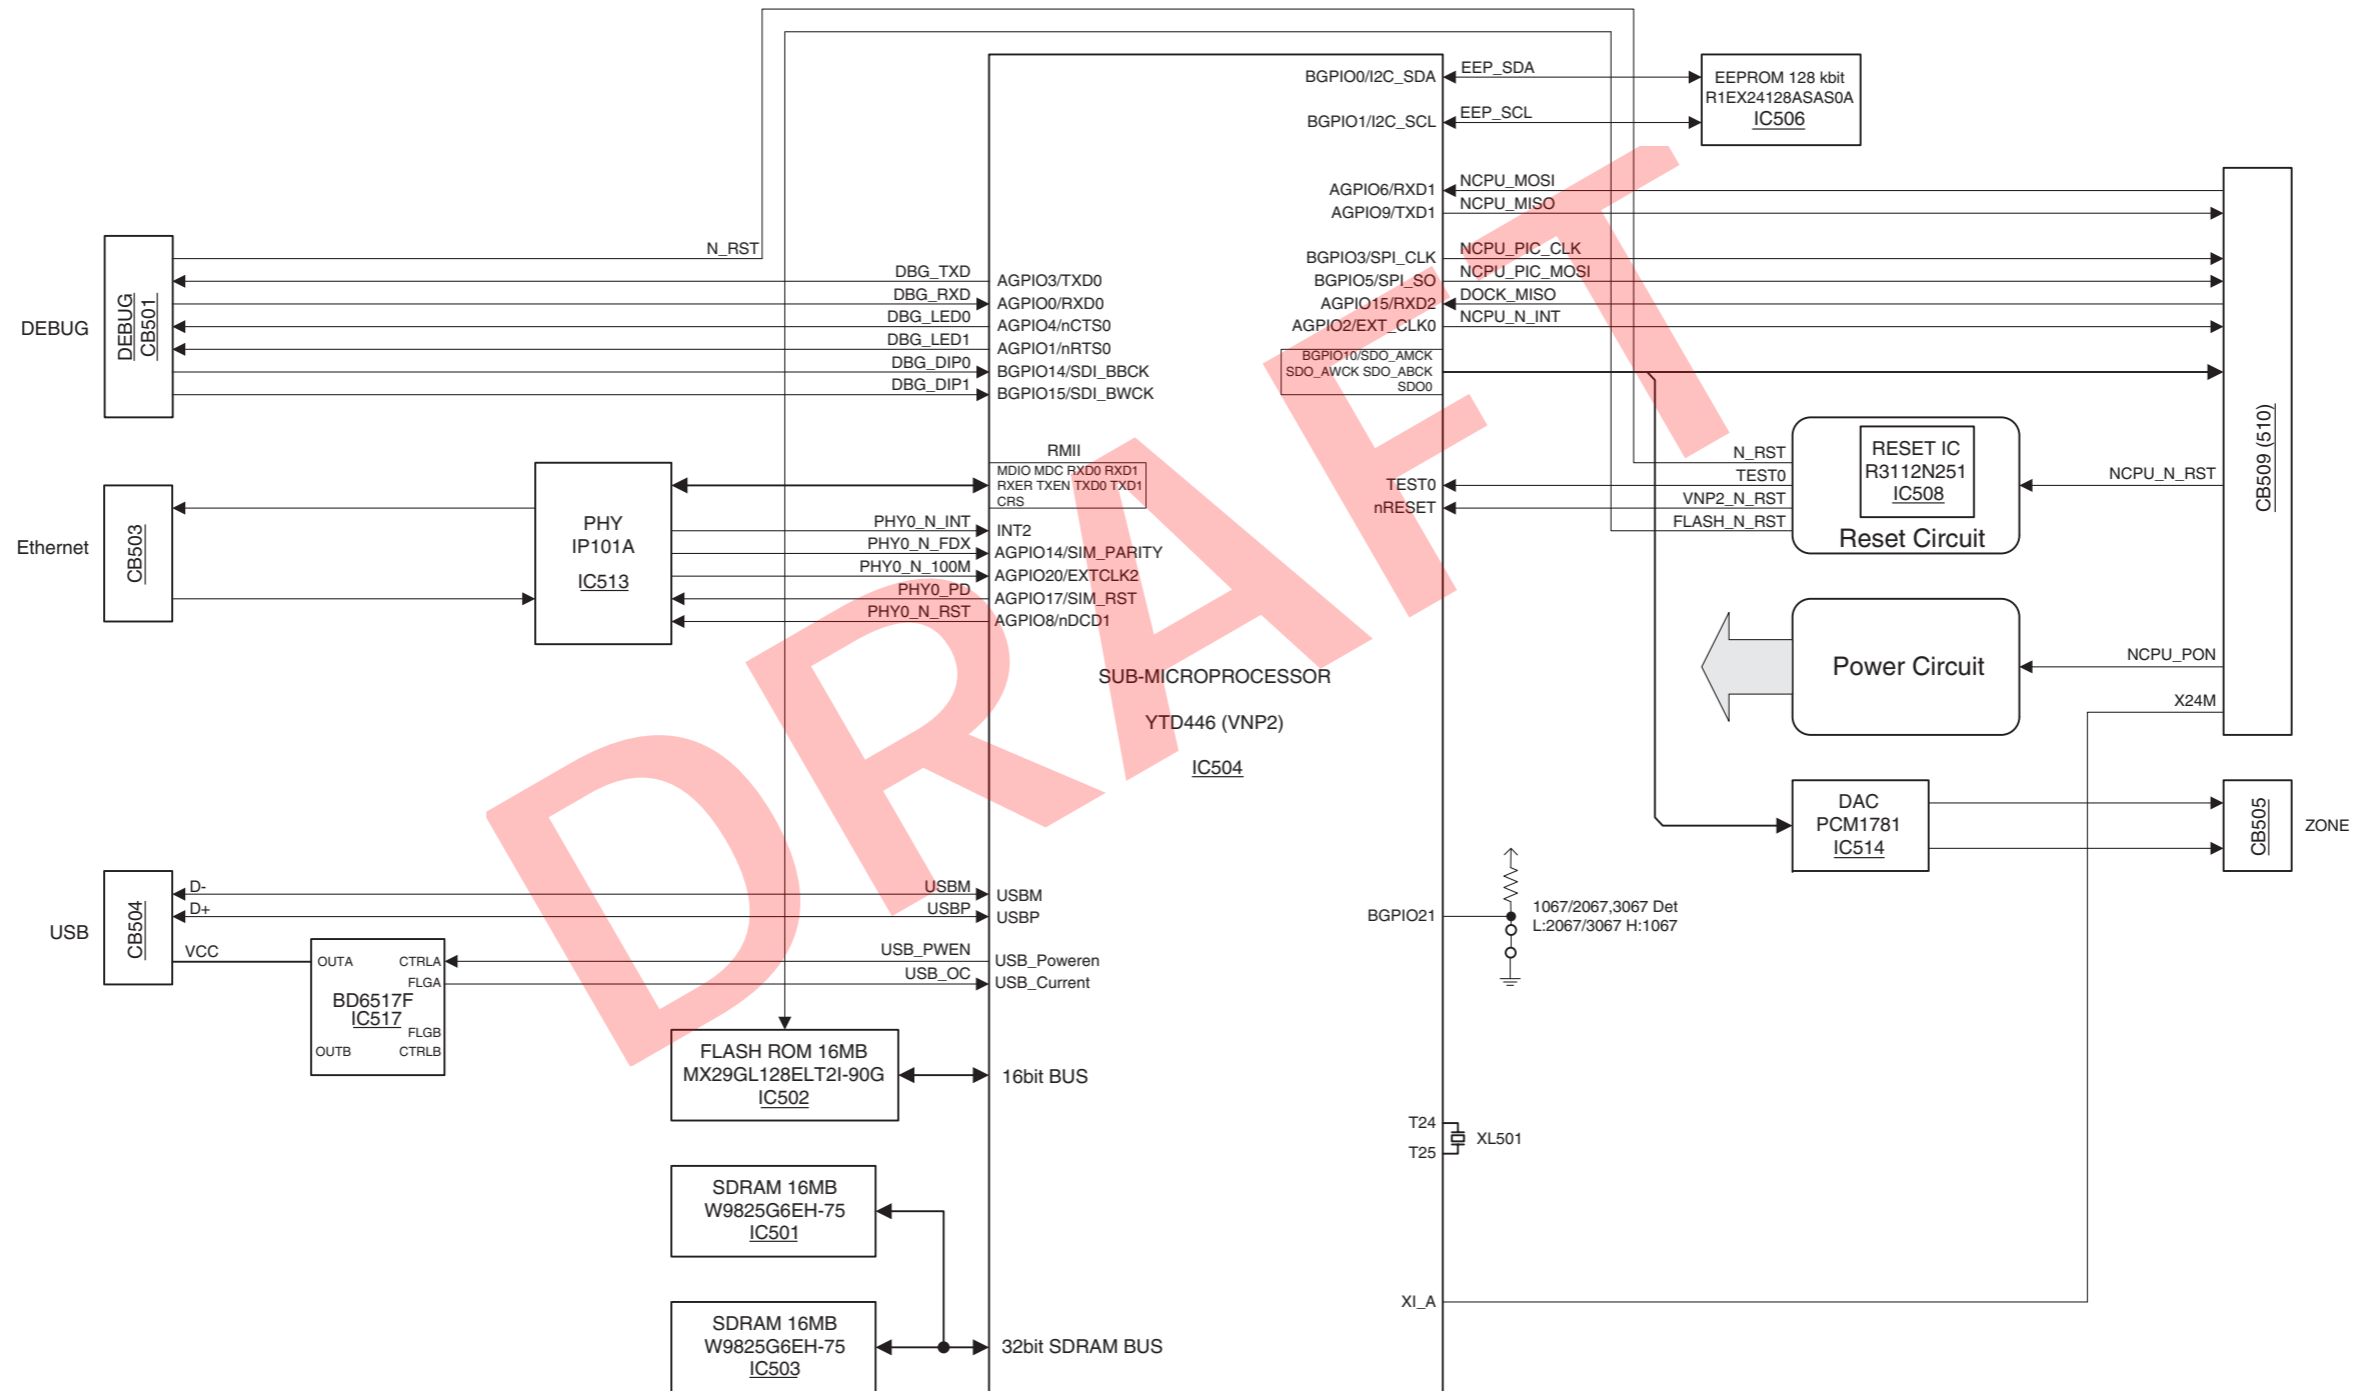 BGPIO0/I2C_SDA
EEP_SDA
BGPIO1/I2C_SCL
EEP_SCL
EEPROM 128 kbit
R1EX24128ASAS0A
IC506
AGPIO6/RXD1
NCPU_MOSI
AGPIO9/TXD1
NCPU_MISO
BGPIO3/SPI_CLK
NCPU_PIC_CLK
BGPIO5/SPI_SO
NCPU_PIC_MOSI
AGPIO15/RXD2
DOCK_MISO
AGPIO2/EXT_CLK0
NCPU_N_INT
BGPIO10/SDO_AMCK
SDO_AWCK SDO_ABCK
SDO0
CB509 (510)
DEBUG
DEBUG
CB501
N_RST
DBG_TXD
AGPIO3/TXD0
DBG_RXD
AGPIO0/RXD0
DBG_LED0
AGPIO4/nCTS0
DBG_LED1
AGPIO1/nRTS0
DBG_DIP0
BGPIO14/SDI_BBCK
DBG_DIP1
BGPIO15/SDI_BWCK
N_RST
TEST0
TEST0
VNP2_N_RST
nRESET
FLASH_N_RST
RESET IC
R3112N251
IC508
Reset Circuit
NCPU_N_RST
Ethernet
CB503
PHY
IP101A
IC513
RMII
MDIO MDC RXD0 RXD1
RXER TXEN TXD0 TXD1
CRS
PHY0_N_INT
INT2
PHY0_N_FDX
AGPIO14/SIM_PARITY
PHY0_N_100M
AGPIO20/EXTCLK2
PHY0_PD
AGPIO17/SIM_RST
PHY0_N_RST
AGPIO8/nDCD1
SUB-MICROPROCESSOR
YTD446 (VNP2)
IC504
Power Circuit
NCPU_PON
X24M
DAC
PCM1781
IC514
CB505
ZONE
USB
CB504
D-
USBM
USBM
D+
USBP
USBP
VCC
OUTA
CTRLA
USB_PWEN
USB_Poweren
FLGA
USB_OC
USB_Current
BD6517F
IC517
FLGB
OUTB
CTRLB
BGPIO21
1067/2067,3067 Det
L:2067/3067 H:1067
FLASH ROM 16MB
MX29GL128ELT2I-90G
IC502
16bit BUS
T24
T25
XL501
SDRAM 16MB
W9825G6EH-75
IC501
SDRAM 16MB
W9825G6EH-75
IC503
32bit SDRAM BUS
XI_A
DRAFT